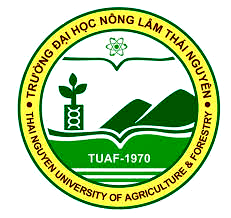 TRƯỜNG ĐẠI HỌC NÔNG LÂM THÁI NGUYÊN
TUAF-1970
THAI NGUYEN UNIVERSITY OF AGRICULTURE & FORESTRY